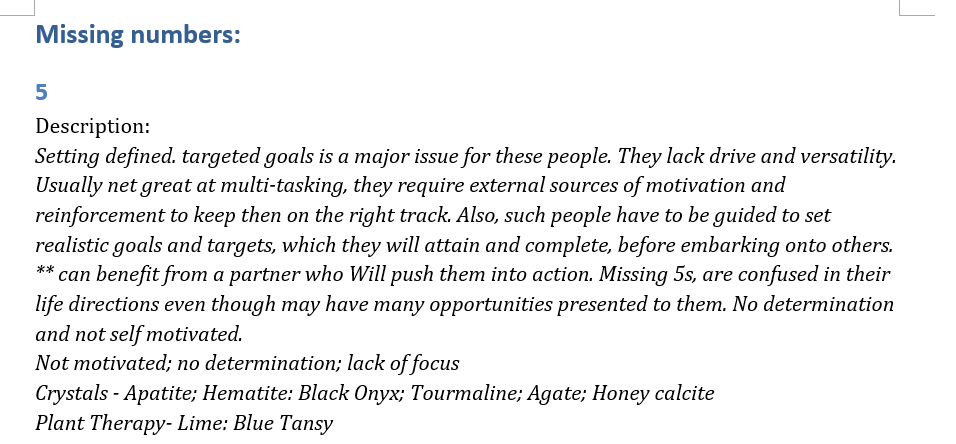 Missing numbers:
5
Description:
Setting defined. targeted goals is a major issue for these people. They lack drive and versatility.
Usually net great at multi-tasking, they require external sources of motivation and
reinforcement to keep then on the right track. Also, such people have to be guided to set
realistic goals and targets, which they will attain and complete, before embarking onto others.
** can benefit from a partner who Will push them into action. Missing 5s, are confused in their
life directions even though may have many opportunities presented to them. No determination
and not self motivated.
Not motivated; no determination; lack of focus
Crystals - Apatite; Hematite: Black Onyx; Tourmaline; Agate; Honey calcite
Plant Therapy- Lime: Blue Tansy